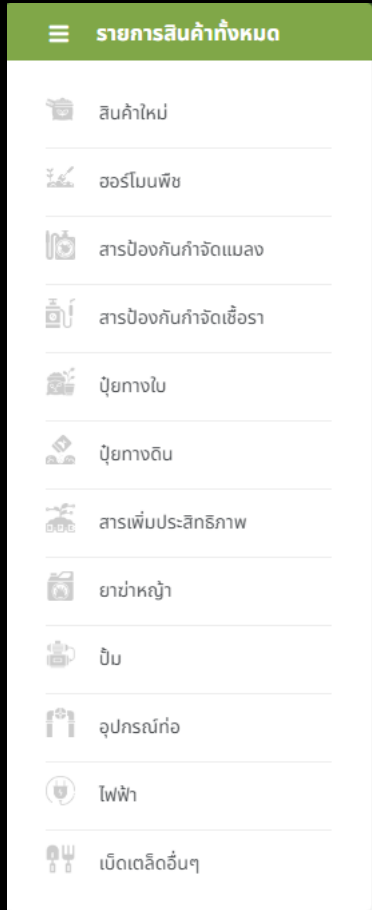 รายการสินค้าทั้งหมด
สินค้าใหม่
ฮอร์โมนพืช
สารป้องกันกำจัดแมลง
สารป้องกันกำจัดเชื้อรา
ปุ๋ยทางใบ
ปุ๋ยทางดิน
สารเพิ่มประสิทธิภาพ
ยาฆ่าหญ้า
ปั้ม
อุปกรณ์ท่อ
ไฟฟ้า
เบ็ดเตล็ดอื่นๆ